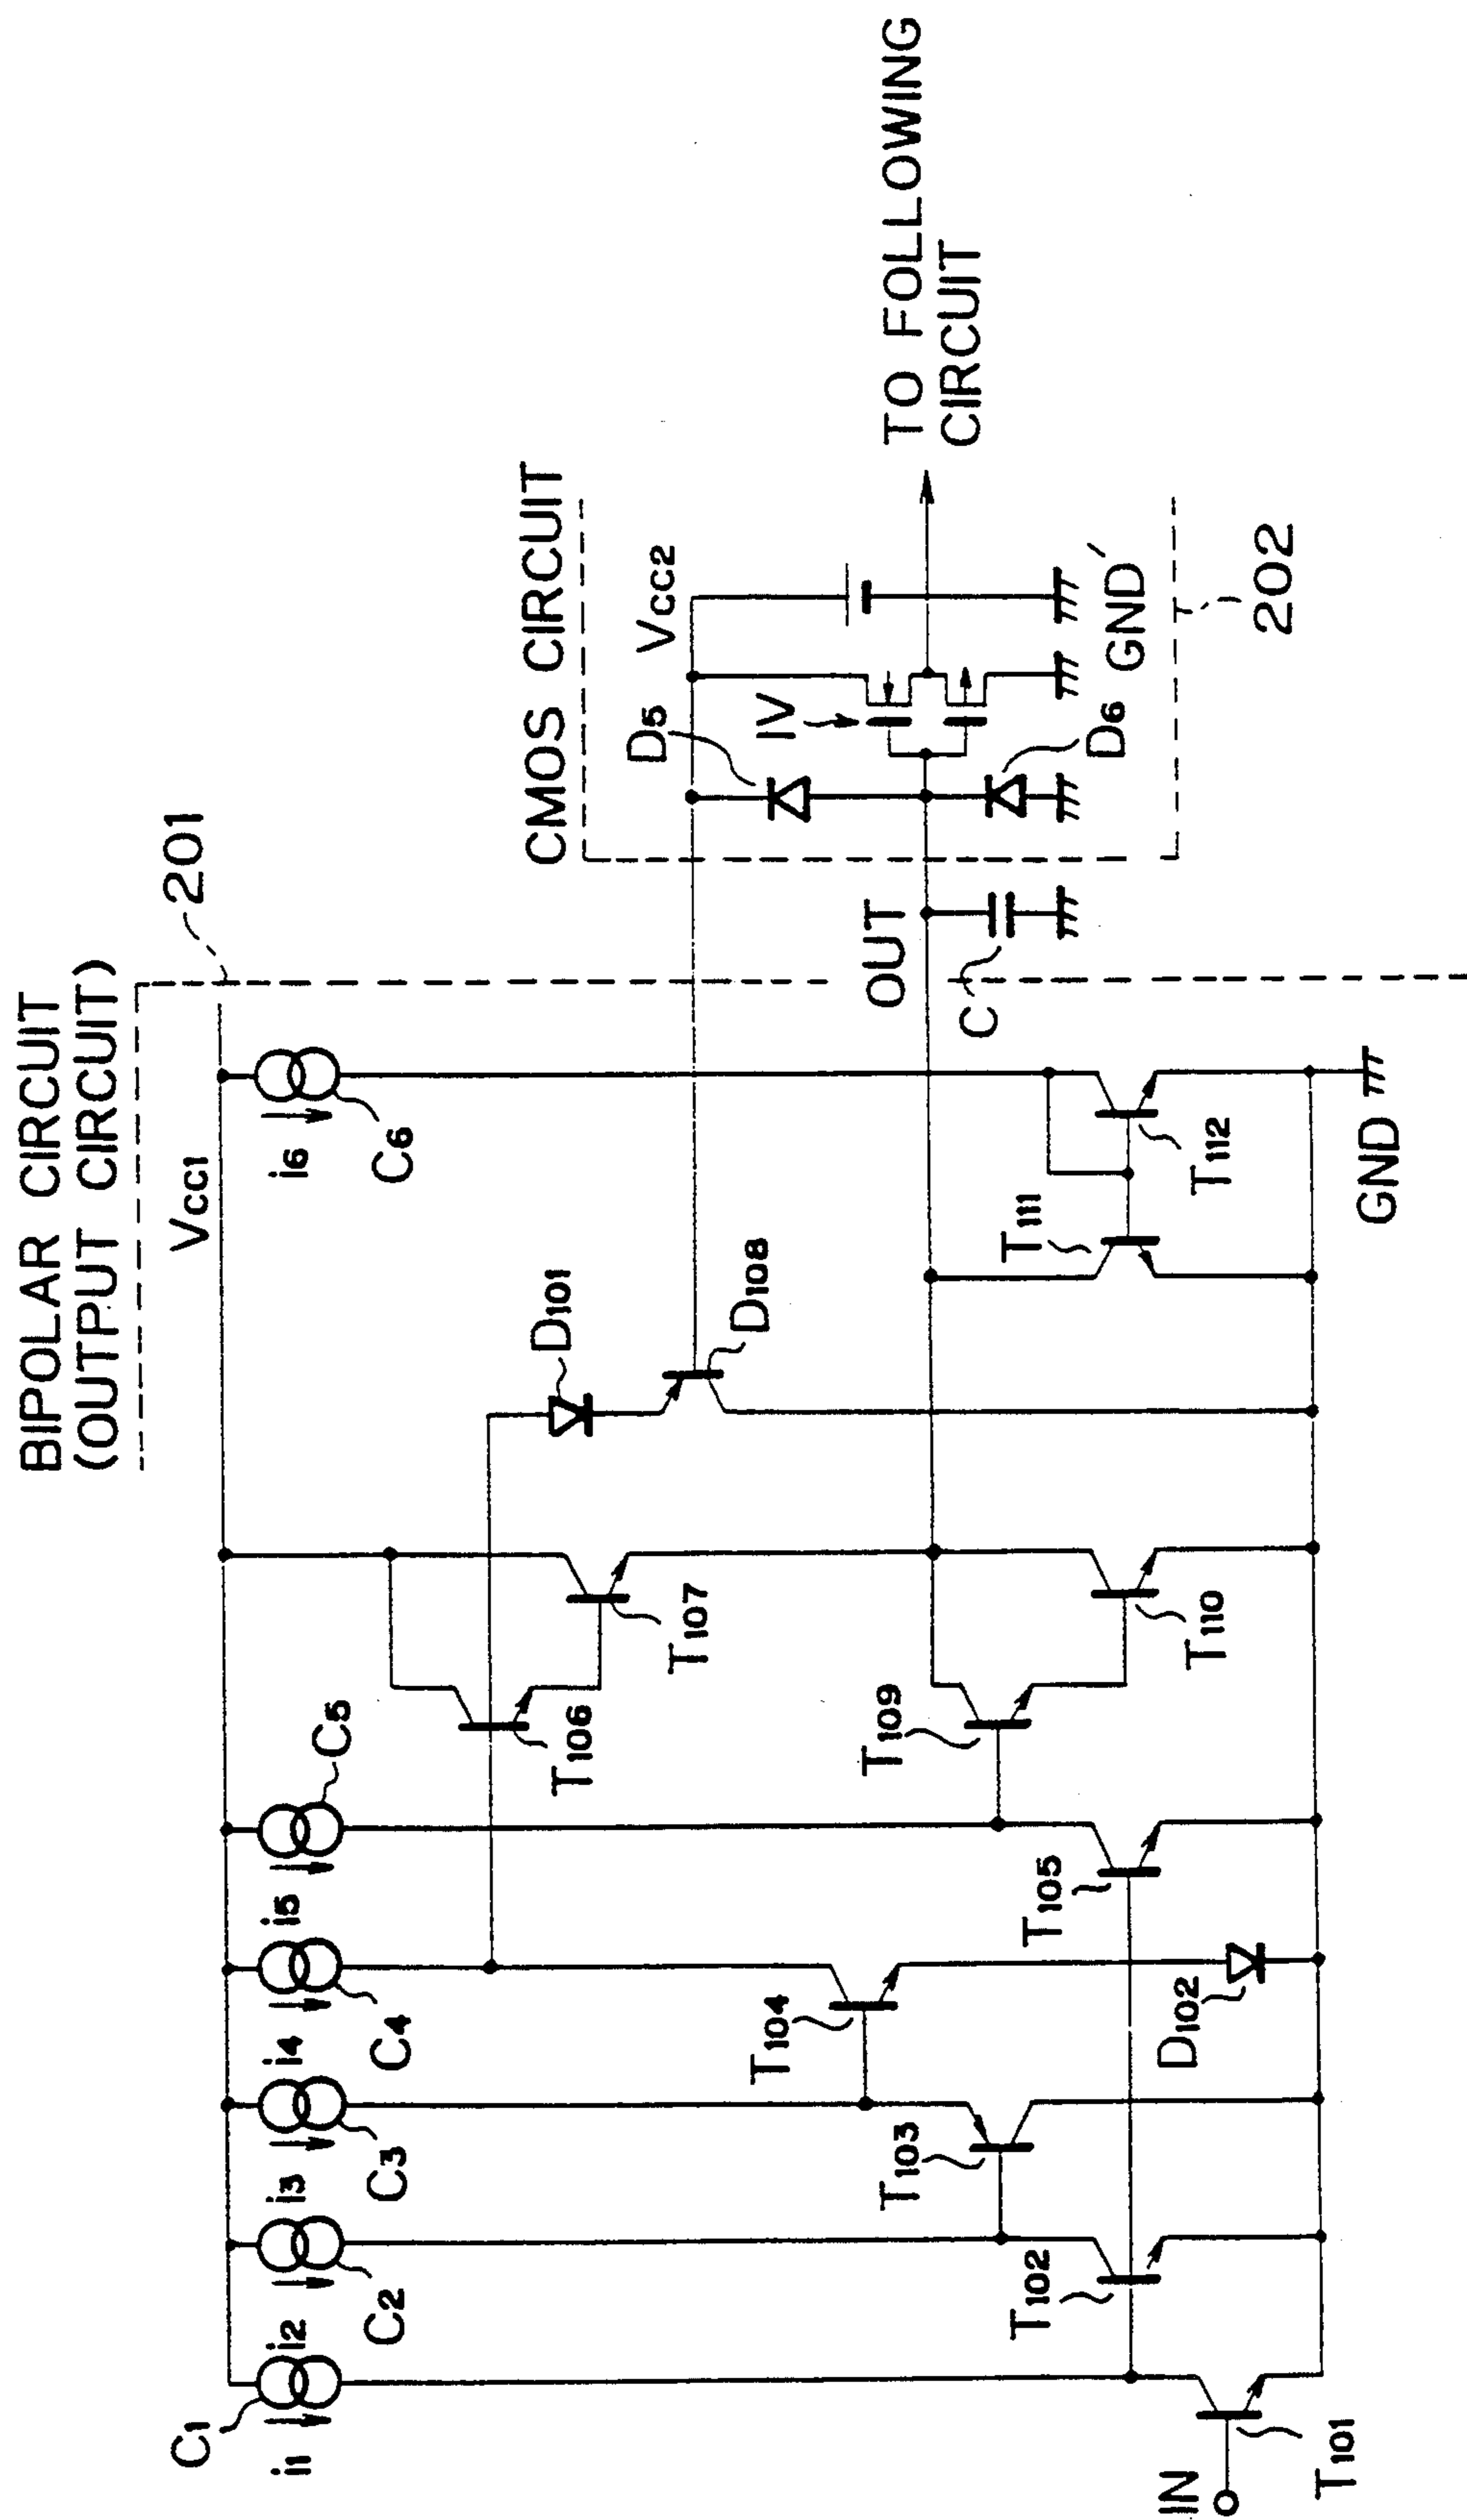 BIPOLAR CIRCUIT
(OUTPUT CIRCUIT)
201
CMOS CIRCUIT
202
TO FOLLOWING
CIRCUIT
VCC1
VCC2
C1
i1
i2
C2
i3
C3
i4
C4
i5
C5
i6
C6
IN
T101
T102
T103
T104
T105
D102
T106
T107
T109
T110
D101
D108
T111
T112
GND
OUT
C
D5
IV
D6
GND'